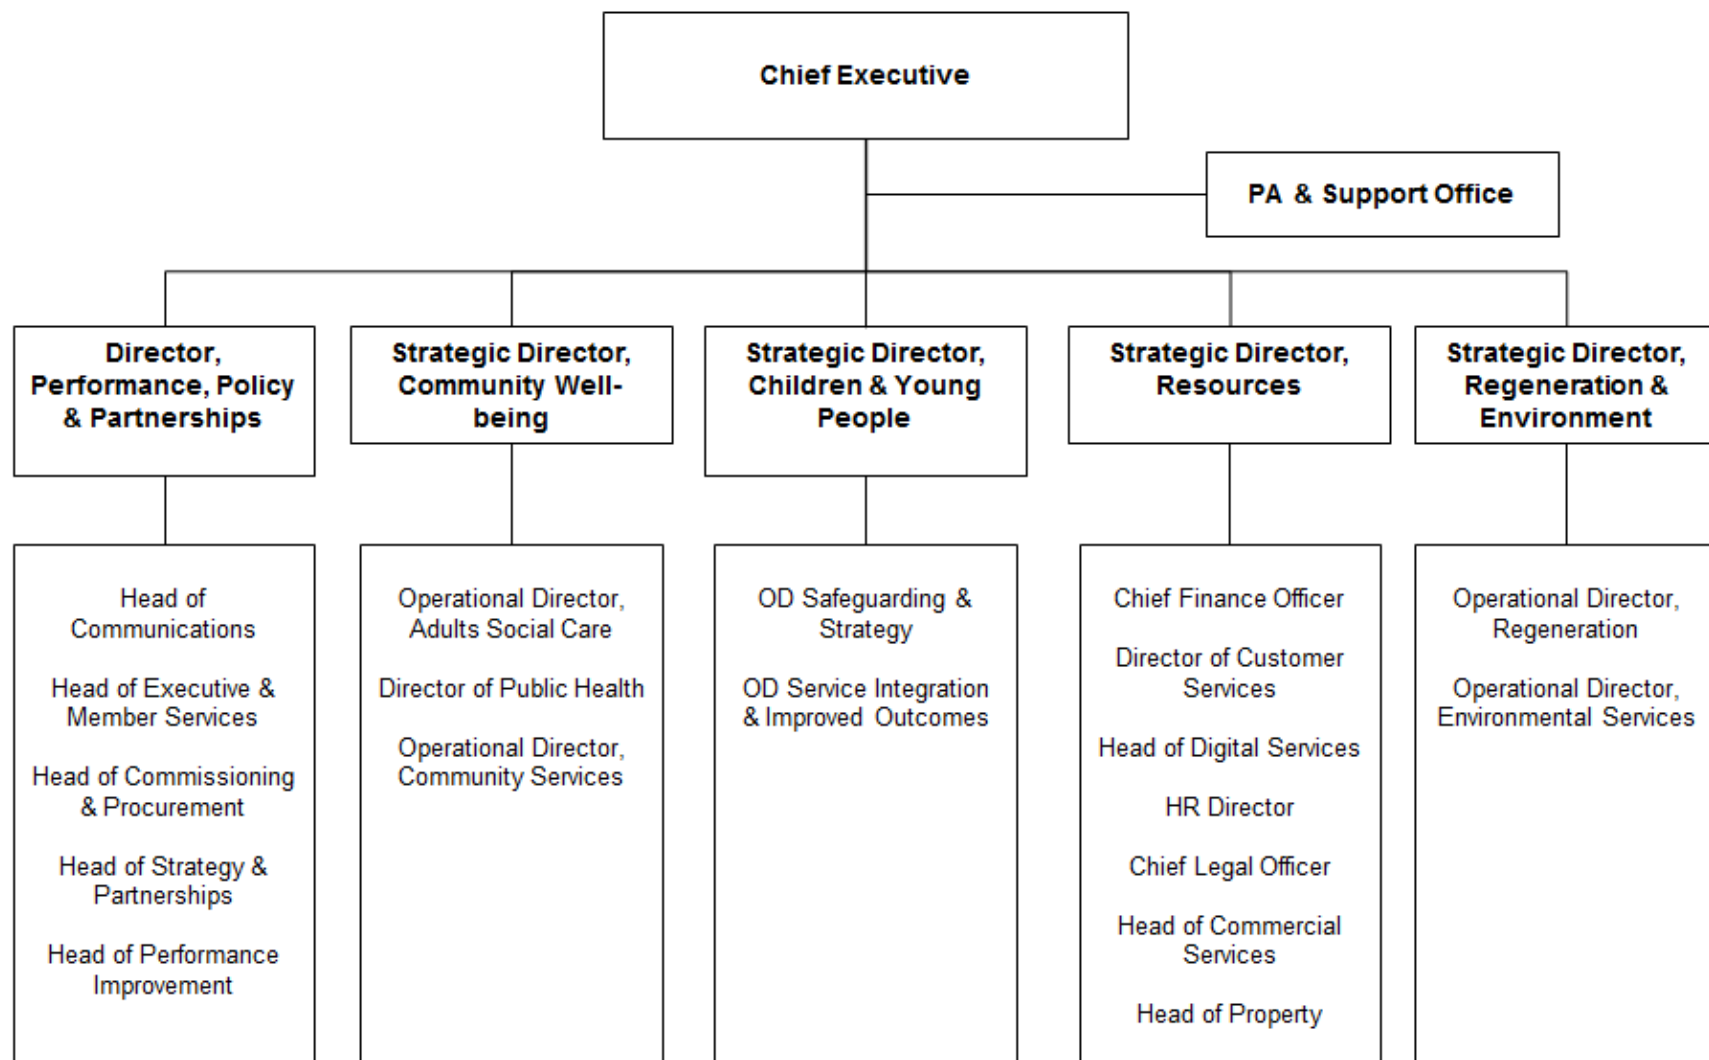 Chief Executive
PA & Support Office
Director,
Performance, Policy
& Partnerships
Strategic Director,
Community Well-
being
Strategic Director,
Children & Young
People
Strategic Director,
Resources
Strategic Director,
Regeneration &
Environment
Head of
Communications
Head of Executive &
Member Services
Head of Commissioning
& Procurement
Head of Strategy &
Partnerships
Head of Performance
Improvement
Operational Director,
Adults Social Care
Director of Public Health
Operational Director,
Community Services
OD Safeguarding &
Strategy
OD Service Integration
& Improved Outcomes
Chief Finance Officer
Director of Customer
Services
Head of Digital Services
HR Director
Chief Legal Officer
Head of Commercial
Services
Head of Property
Operational Director,
Regeneration
Operational Director,
Environmental Services